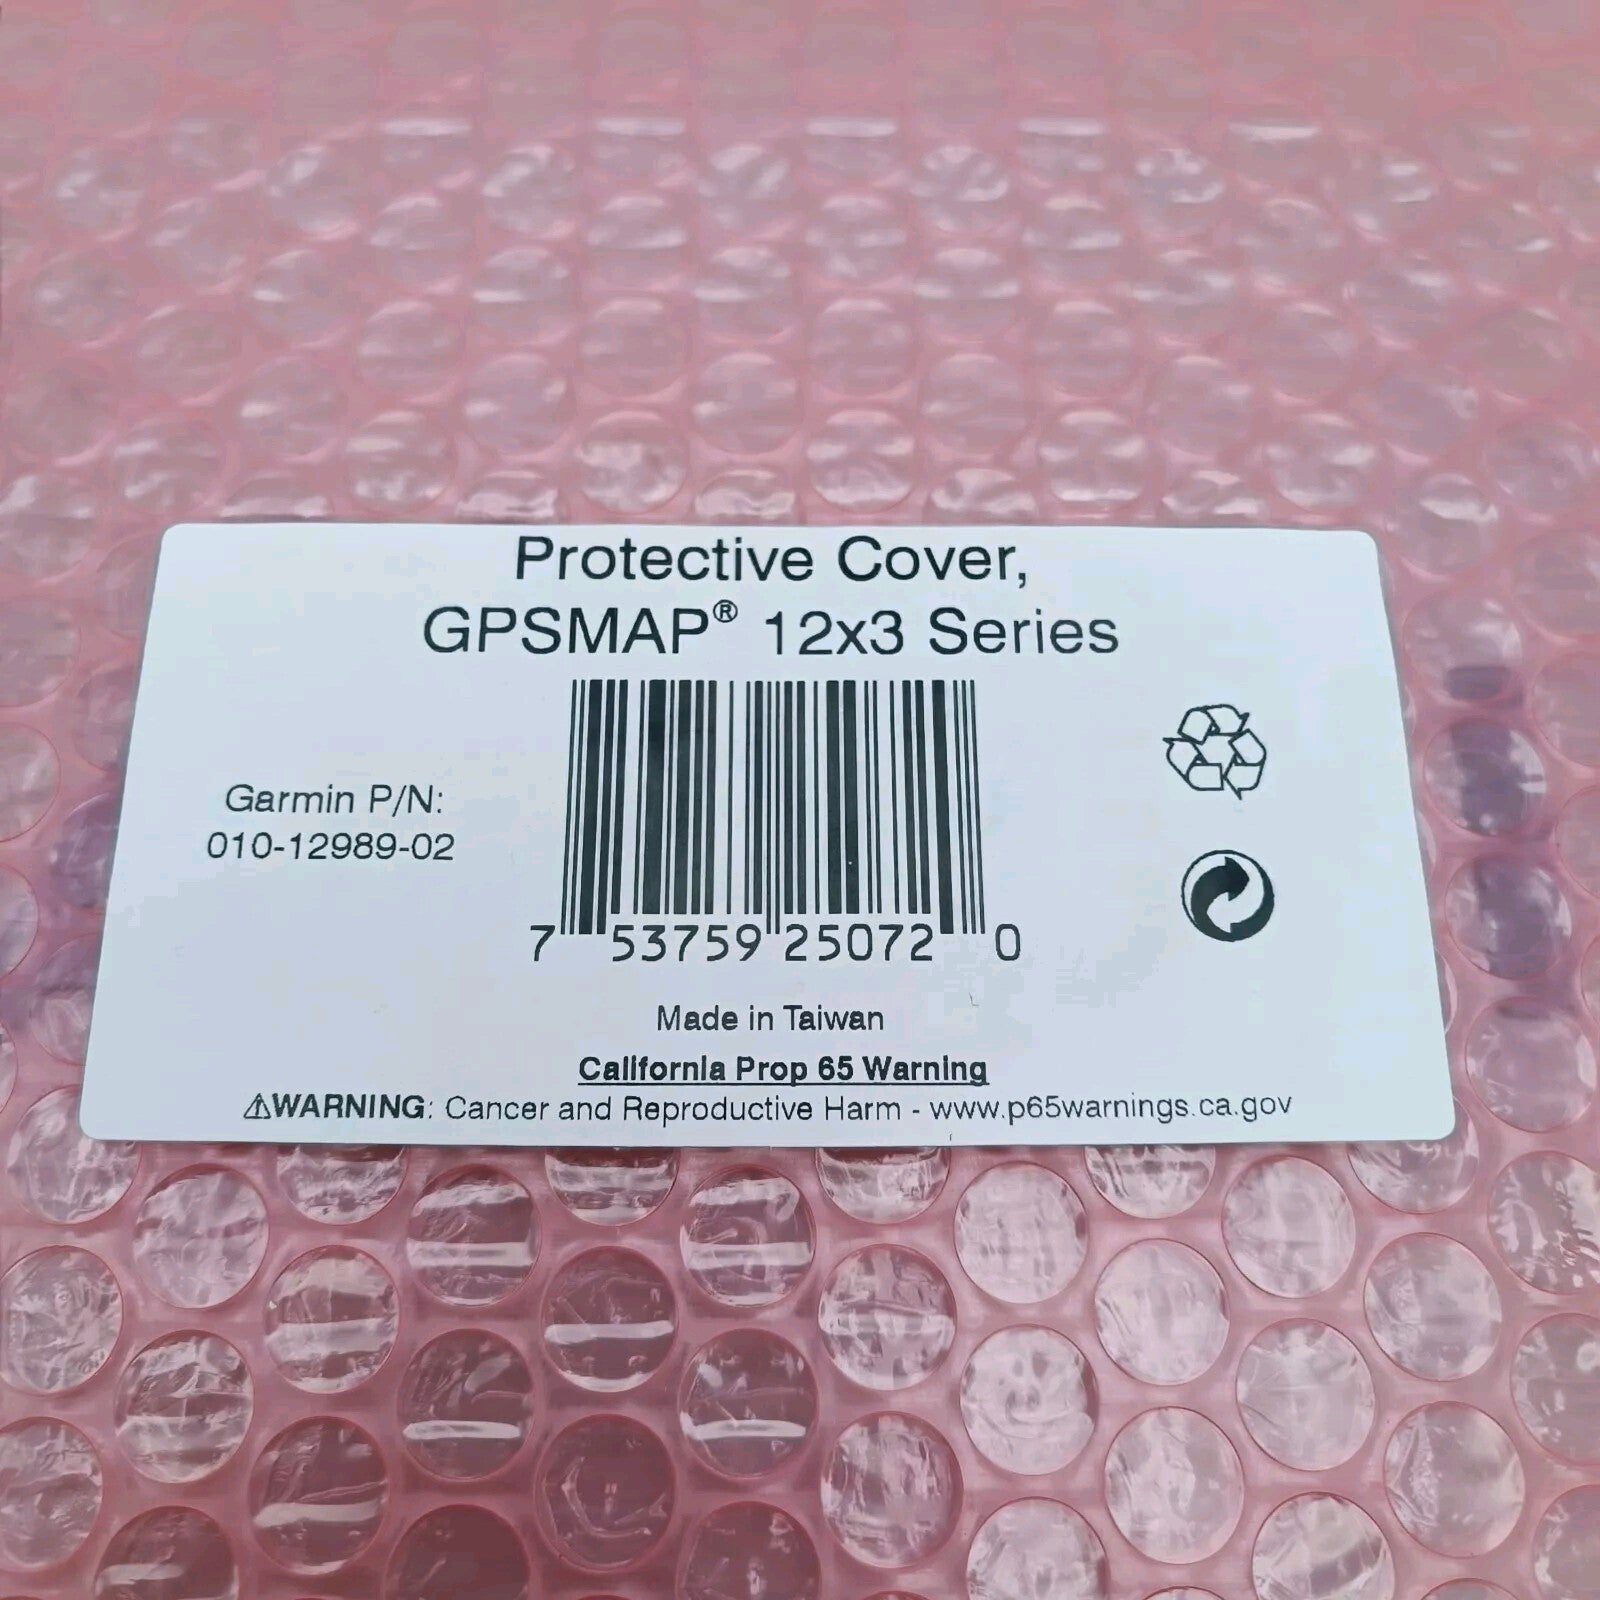 Protective Cover,
GPSMAP® 12x3 Series
Garmin P/N:
010-12989-02
7 53759 25072 0
Made in Taiwan
California Prop 65 Warning
⚠WARNING: Cancer and Reproductive Harm - www.p65warnings.ca.gov